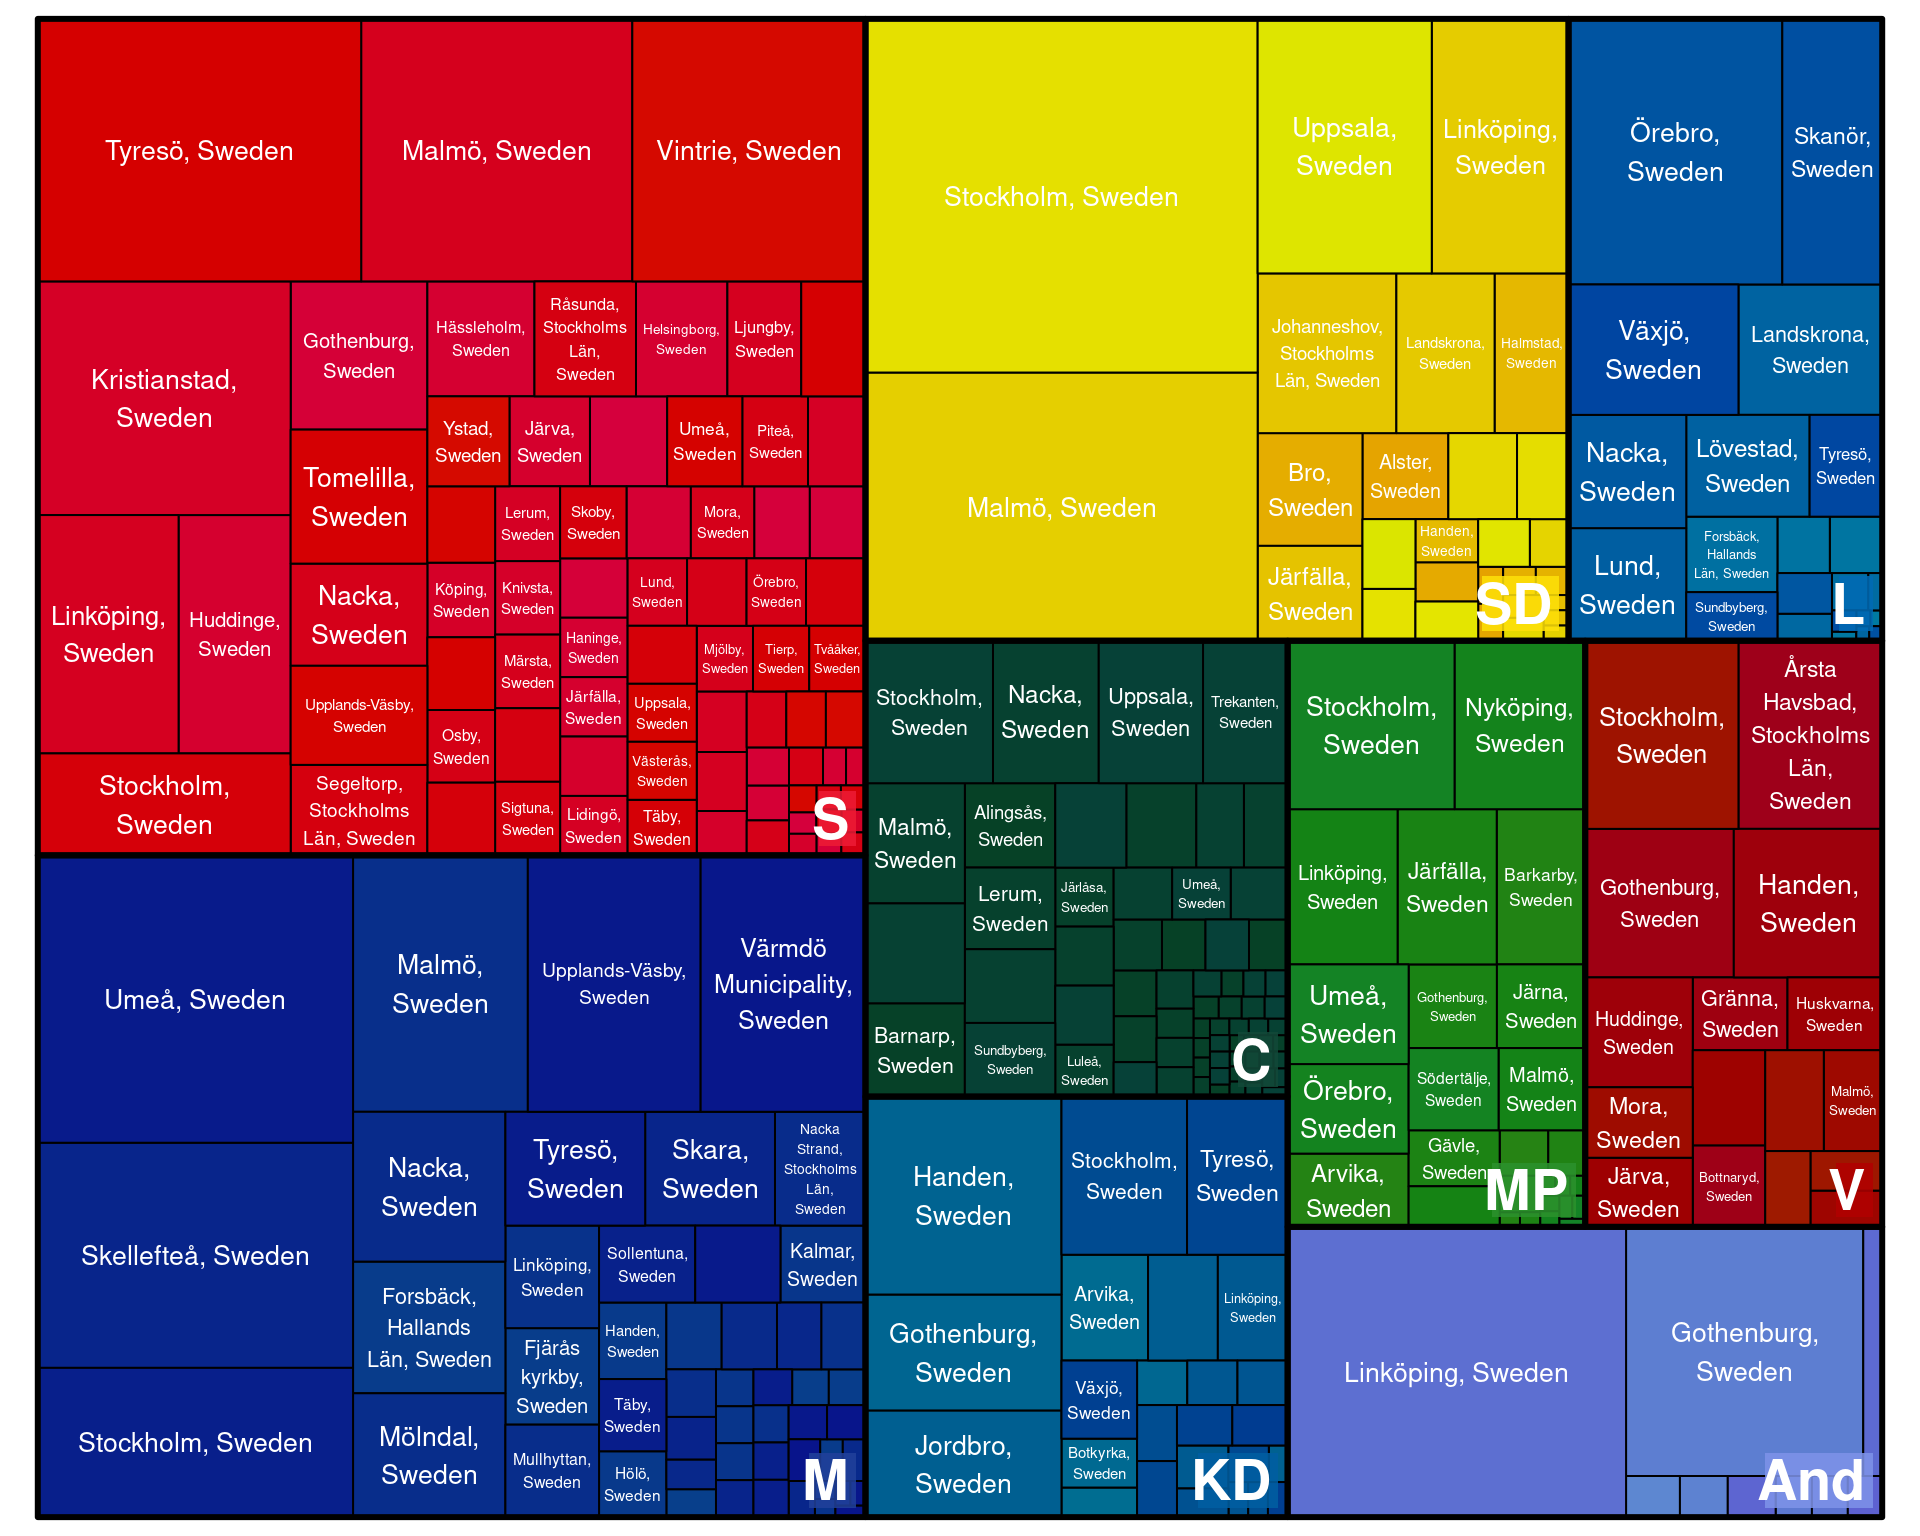 Tyresö, Sweden
Malmö, Sweden
Vintrie, Sweden
Kristianstad,
Sweden
Gothenburg,
Sweden
Hässleholm,
Sweden
Råsunda,
Stockholms
Län,
Sweden
Helsingborg,
Sweden
Ljungby,
Sweden
Ystad,
Sweden
Järva,
Sweden
Umeå,
Sweden
Piteå,
Sweden
Tomelilla,
Sweden
Lerum,
Sweden
Skoby,
Sweden
Mora,
Sweden
Linköping,
Sweden
Huddinge,
Sweden
Nacka,
Sweden
Köping,
Sweden
Knivsta,
Sweden
Lund,
Sweden
Örebro,
Sweden
Haninge,
Sweden
Mjölby,
Sweden
Tierp,
Sweden
Tvååker,
Sweden
Upplands-Väsby,
Sweden
Märsta,
Sweden
Järfälla,
Sweden
Uppsala,
Sweden
Osby,
Sweden
Västerås,
Sweden
Stockholm,
Sweden
Segeltorp,
Stockholms
Län, Sweden
Sigtuna,
Sweden
Lidingö,
Sweden
Täby,
Sweden
S
Umeå, Sweden
Malmö,
Sweden
Upplands-Väsby,
Sweden
Värmdö
Municipality,
Sweden
Skellefteå, Sweden
Nacka,
Sweden
Tyresö,
Sweden
Skara,
Sweden
Nacka
Strand,
Stockholms
Län,
Sweden
Forsbäck,
Hallands
Län, Sweden
Linköping,
Sweden
Sollentuna,
Sweden
Kalmar,
Sweden
Handen,
Sweden
Fjärås
kyrkby,
Sweden
Stockholm, Sweden
Mölndal,
Sweden
Täby,
Sweden
Mullhyttan,
Sweden
Hölö,
Sweden
M
Stockholm, Sweden
Uppsala,
Sweden
Linköping,
Sweden
Malmö, Sweden
Johanneshov,
Stockholms
Län, Sweden
Landskrona,
Sweden
Halmstad,
Sweden
Bro,
Sweden
Alster,
Sweden
Handen,
Sweden
Järfälla,
Sweden
SD
Örebro,
Sweden
Skanör,
Sweden
Växjö,
Sweden
Landskrona,
Sweden
Nacka,
Sweden
Lövestad,
Sweden
Tyresö,
Sweden
Lund,
Sweden
Forsbäck,
Hallands
Län, Sweden
Sundbyberg,
Sweden
L
Stockholm,
Sweden
Nacka,
Sweden
Uppsala,
Sweden
Trekanten,
Sweden
Malmö,
Sweden
Alingsås,
Sweden
Lerum,
Sweden
Järlåsa,
Sweden
Umeå,
Sweden
Barnarp,
Sweden
Sundbyberg,
Sweden
Luleå,
Sweden
C
Handen,
Sweden
Stockholm,
Sweden
Tyresö,
Sweden
Gothenburg,
Sweden
Arvika,
Sweden
Linköping,
Sweden
Växjö,
Sweden
Jordbro,
Sweden
Botkyrka,
Sweden
KD
Stockholm,
Sweden
Nyköping,
Sweden
Linköping,
Sweden
Järfälla,
Sweden
Barkarby,
Sweden
Umeå,
Sweden
Gothenburg,
Sweden
Järna,
Sweden
Örebro,
Sweden
Södertälje,
Sweden
Malmö,
Sweden
Arvika,
Sweden
Gävle,
Sweden
MP
Stockholm,
Sweden
Årsta
Havsbad,
Stockholms
Län,
Sweden
Gothenburg,
Sweden
Handen,
Sweden
Huddinge,
Sweden
Gränna,
Sweden
Huskvarna,
Sweden
Mora,
Sweden
Malmö,
Sweden
Järva,
Sweden
Bottnaryd,
Sweden
V
Linköping, Sweden
Gothenburg,
Sweden
And